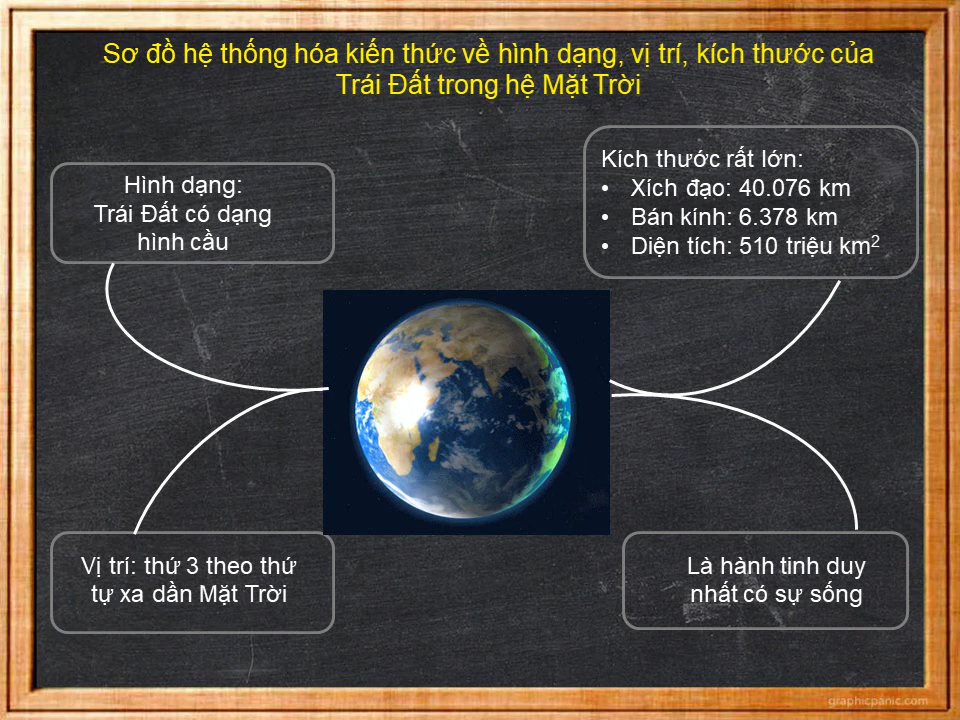 Sơ đồ hệ thống hóa kiến thức về hình dạng, vị trí, kích thước của
Trái Đất trong hệ Mặt Trời
Hình dạng:
Trái Đất có dạng
hình cầu
Kích thước rất lớn:
• Xích đạo: 40.076 km
• Bán kính: 6.378 km
• Diện tích: 510 triệu km²
Vị trí: thứ 3 theo thứ
tự xa dần Mặt Trời
Là hành tinh duy
nhất có sự sống
graphicpanic.com